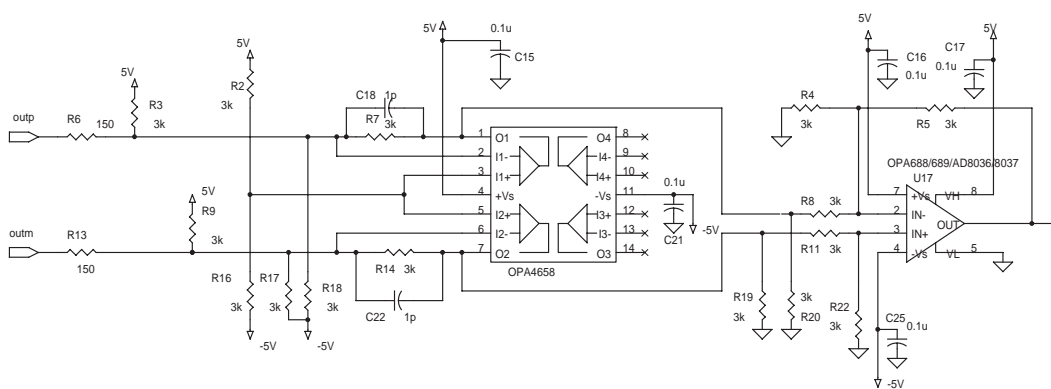 5V
5V
0.1u
C15
5V
C16
0.1u
C17
0.1u
5V
5V
R2
3k
R3
3k
C18
1p
R7
3k
outp
R6
150
R4
3k
R5
3k
1
2
3
4
5
6
7
O1
I1-
I1+
+Vs
I2+
I2-
O2
O4
I4-
I4+
-Vs
I3+
I3-
O3
8
9
10
11
12
13
14
OPA4658
0.1u
C21
-5V
5V
R9
3k
outm
R13
150
R14
3k
C22
1p
R16
3k
-5V
R17
3k
R18
3k
-5V
OPA688/689/AD8036/8037
U17
7
2
3
4
+Vs
IN-
IN+
-Vs
VH
OUT
VL
8
5
R8
3k
R11
3k
R19
3k
3k
R20
R22
3k
C25
0.1u
-5V